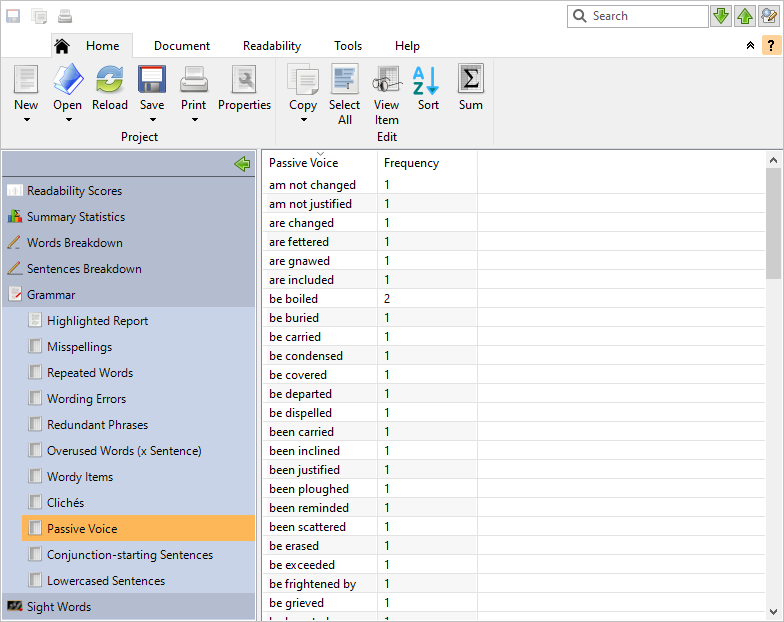 Search
Home Document Readability Tools Help
?
New Open Reload Save Print Properties Copy Select All View Item Sort Sum
Project Edit
Readability Scores
Summary Statistics
Words Breakdown
Sentences Breakdown
Grammar
Highlighted Report
Misspellings
Repeated Words
Wording Errors
Redundant Phrases
Overused Words (x Sentence)
Wordy Items
Clichés
Passive Voice
Conjunction-starting Sentences
Lowercased Sentences
Sight Words
Passive Voice Frequency
am not changed 1
am not justified 1
are changed 1
are fettered 1
are gnawed 1
are included 1
be boiled 2
be buried 1
be carried 1
be condensed 1
be covered 1
be departed 1
be dispelled 1
been carried 1
been inclined 1
been justified 1
been ploughed 1
been reminded 1
been scattered 1
be erased 1
be exceeded 1
be frightened by 1
be grieved 1